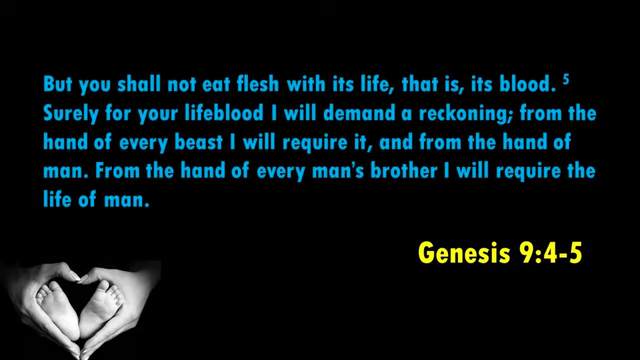 But you shall not eat flesh with its life, that is, its blood. 5
Surely for your lifeblood I will demand a reckoning; from the
hand of every beast I will require it, and from the hand of
man. From the hand of every man's brother I will require the
life of man.
Genesis 9:4-5